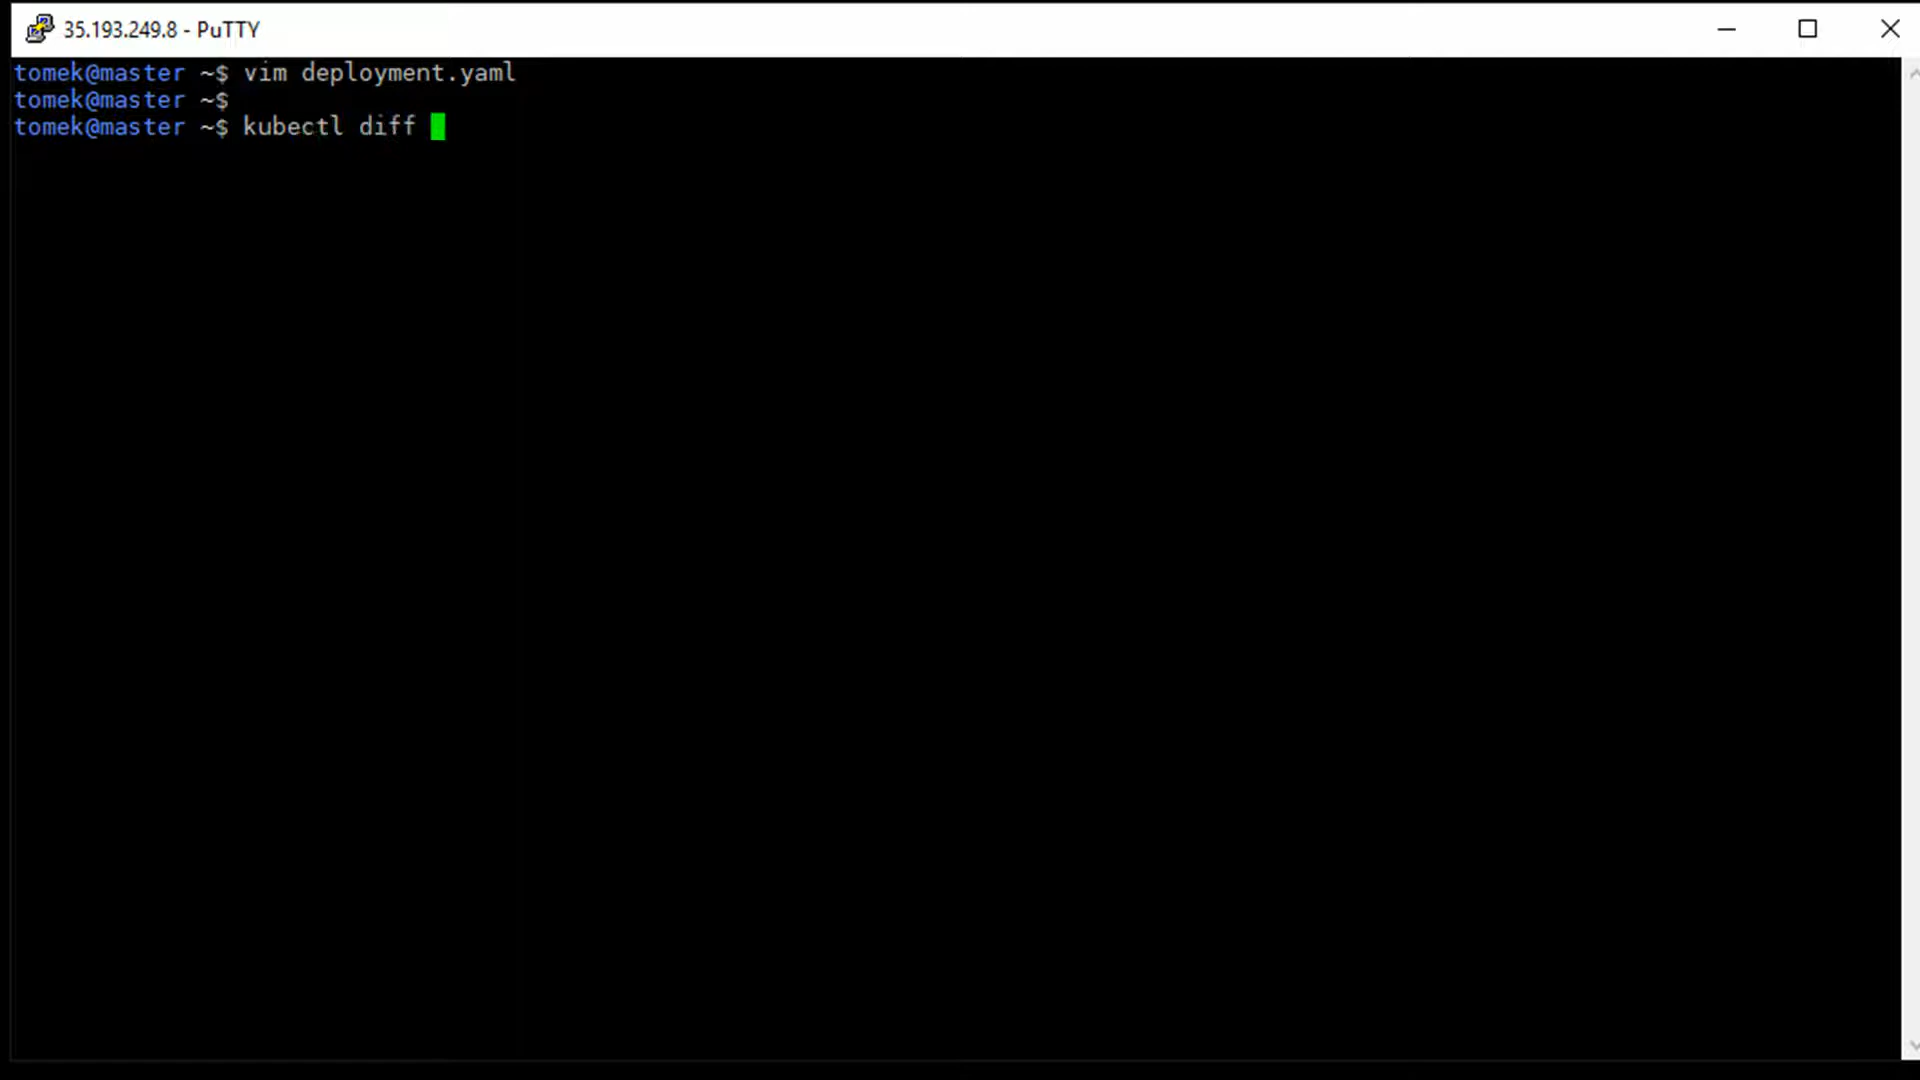 35.193.249.8 - PuTTY
tomek@master ~$ vim deployment.yaml
tomek@master ~$
tomek@master ~$ kubectl diff